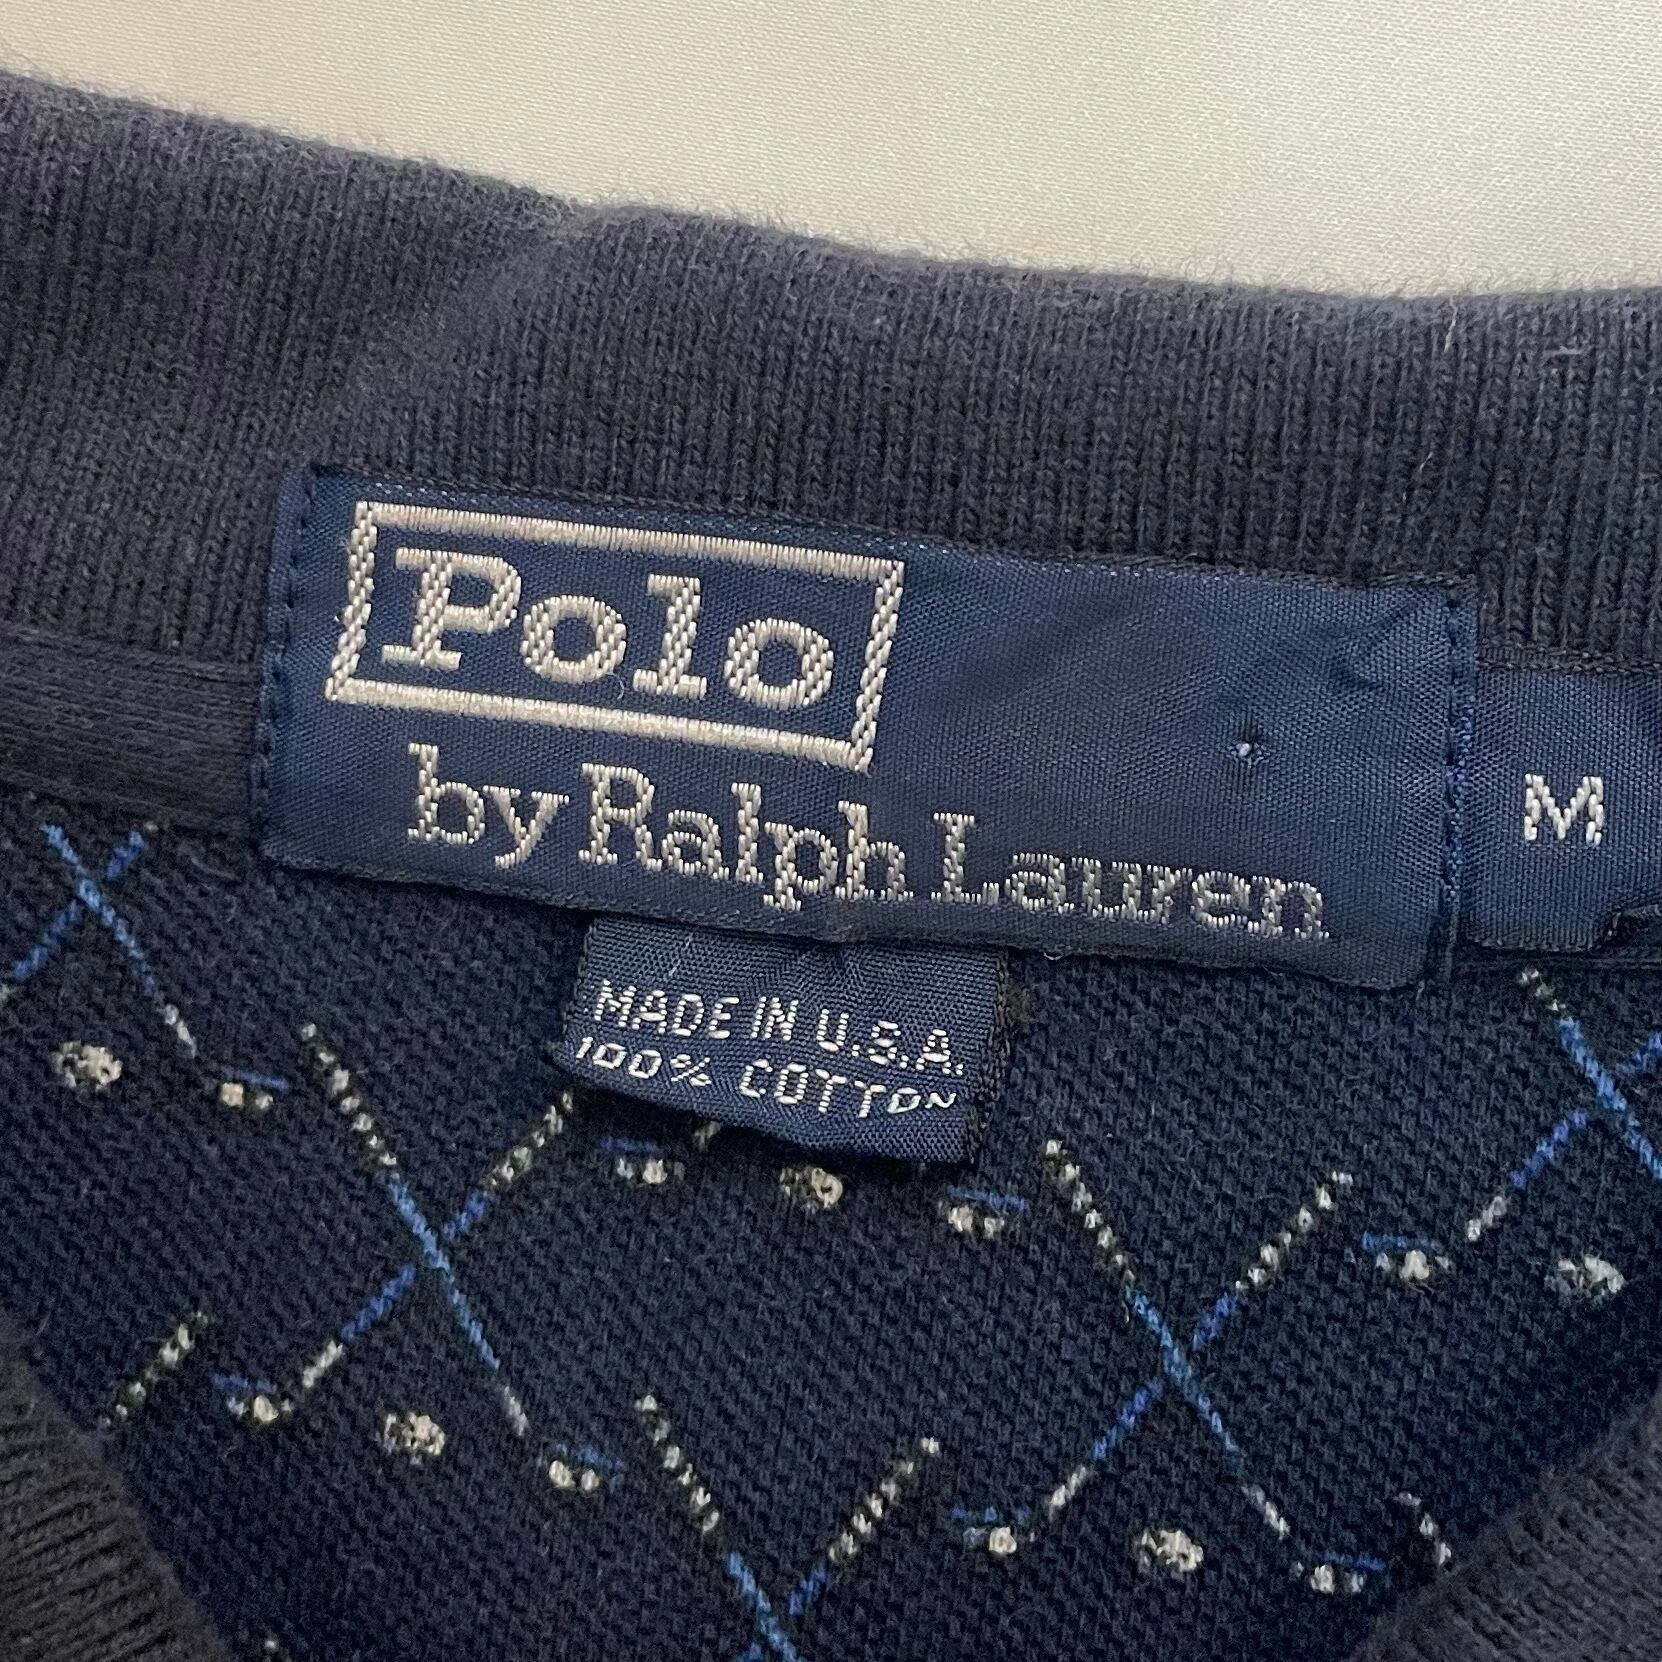 Polo
by Ralph Lauren
M
MADE IN U.S.A.
100% COTTON